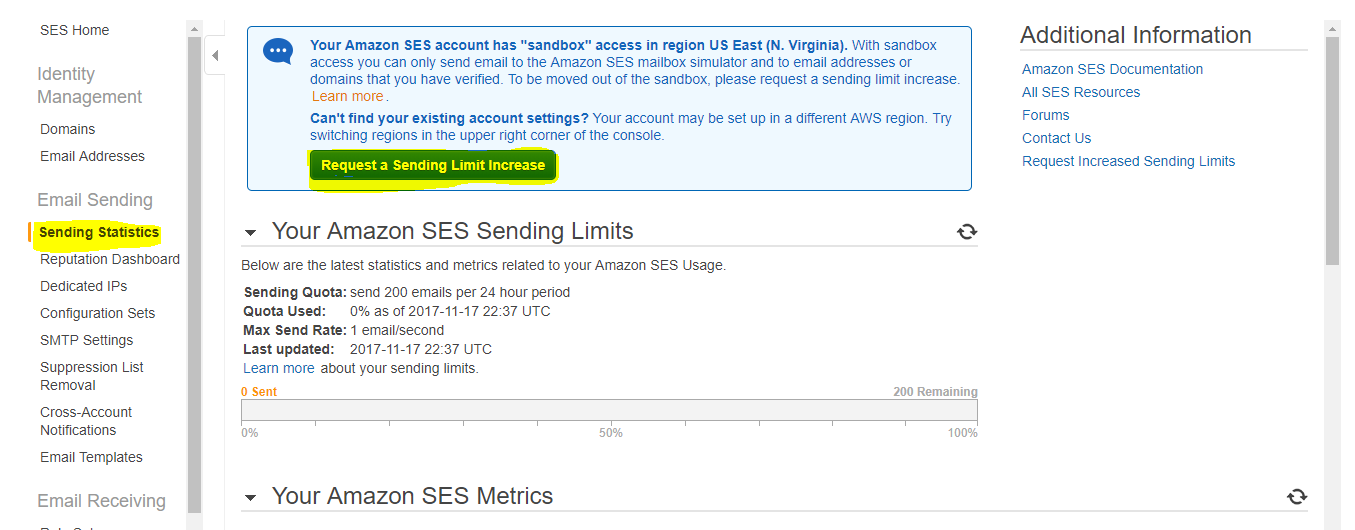 SES Home
Identity
Management
Domains
Email Addresses
Email Sending
Sending Statistics
Reputation Dashboard
Dedicated IPs
Configuration Sets
SMTP Settings
Suppression List
Removal
Cross-Account
Notifications
Email Templates
Email Receiving
Your Amazon SES account has "sandbox" access in region US East (N. Virginia). With sandbox
access you can only send email to the Amazon SES mailbox simulator and to email addresses or
domains that you have verified. To be moved out of the sandbox, please request a sending limit increase.
Learn more.
Can't find your existing account settings? Your account may be set up in a different AWS region. Try
switching regions in the upper right corner of the console.
Request a Sending Limit Increase
Your Amazon SES Sending Limits
Below are the latest statistics and metrics related to your Amazon SES Usage.
Sending Quota: send 200 emails per 24 hour period
Quota Used: 0% as of 2017-11-17 22:37 UTC
Max Send Rate: 1 email/second
Last updated: 2017-11-17 22:37 UTC
Learn more about your sending limits.
0 Sent 200 Remaining
0% 50% 100%
Your Amazon SES Metrics
Additional Information
Amazon SES Documentation
All SES Resources
Forums
Contact Us
Request Increased Sending Limits